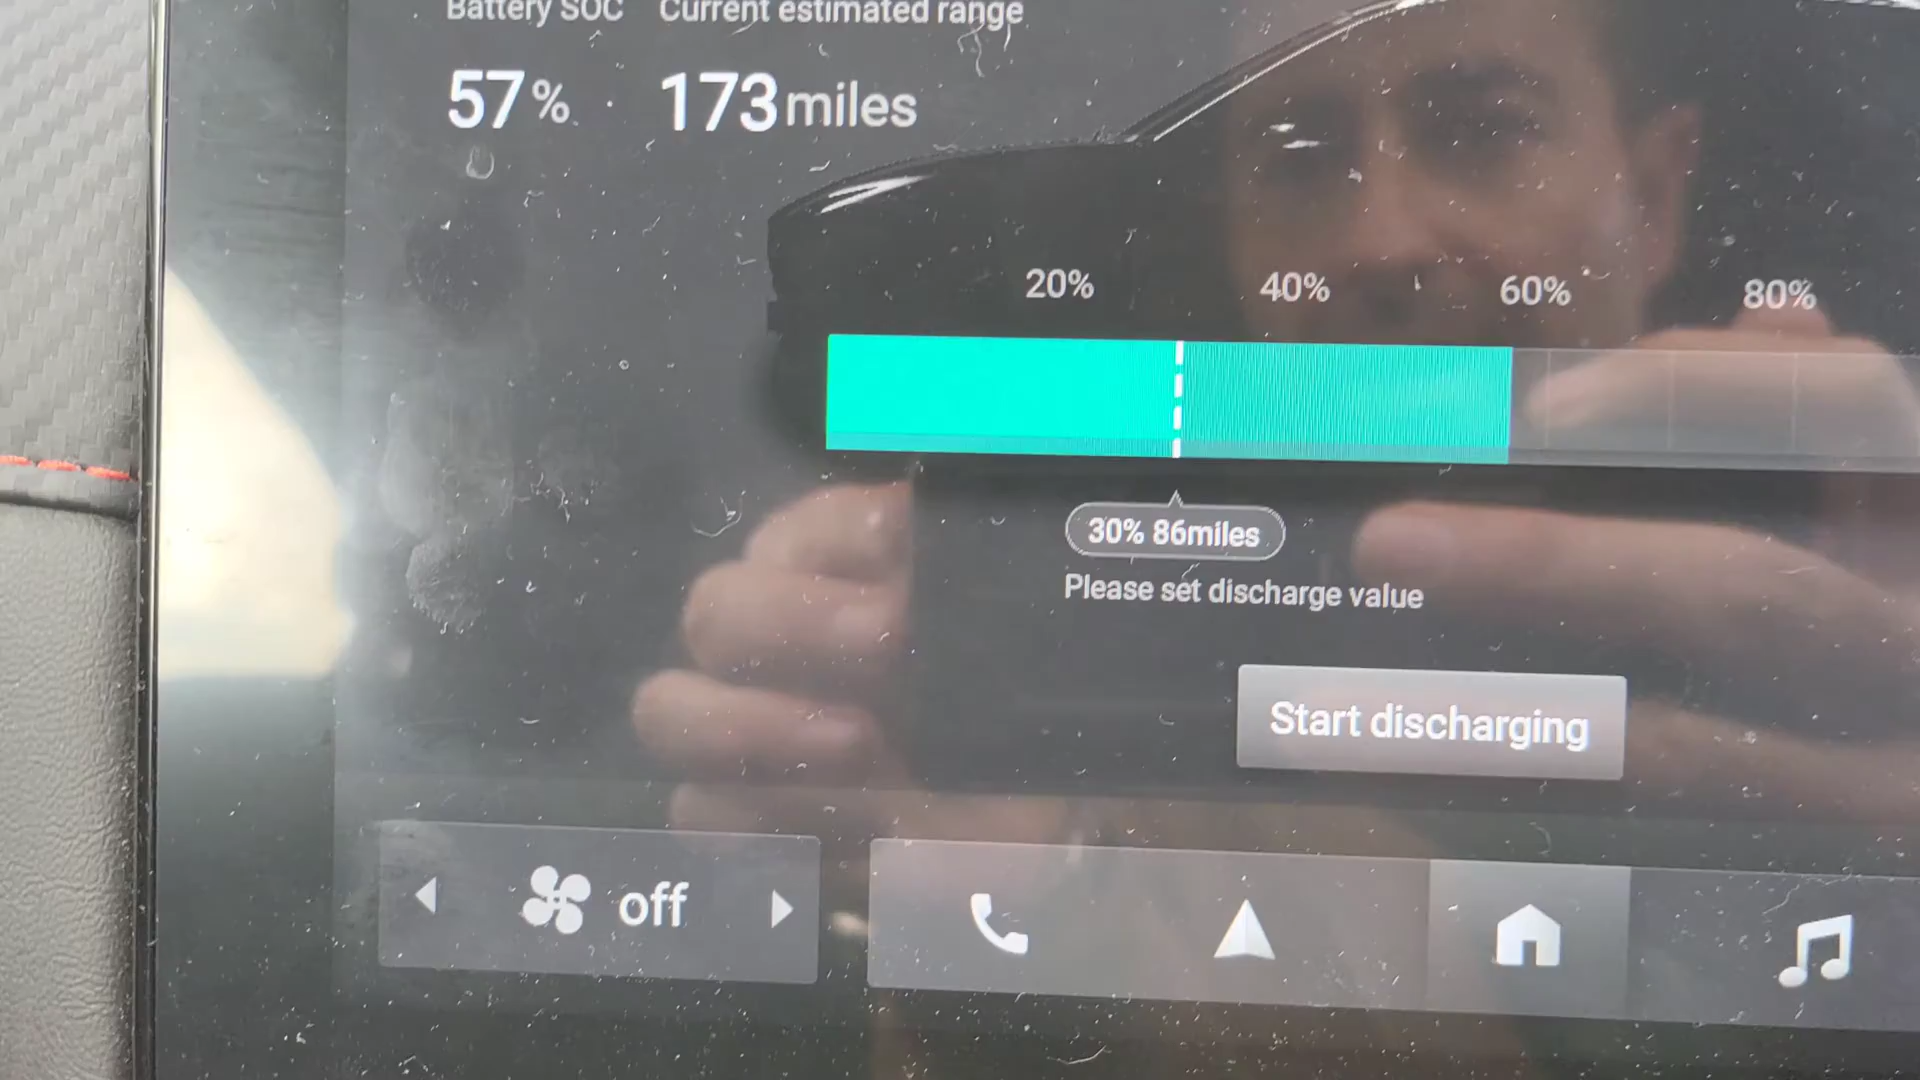 Battery SOC Current estimated range
57% 173miles
20% 40% 60% 80%
30% 86miles
Please set discharge value
Start discharging
off